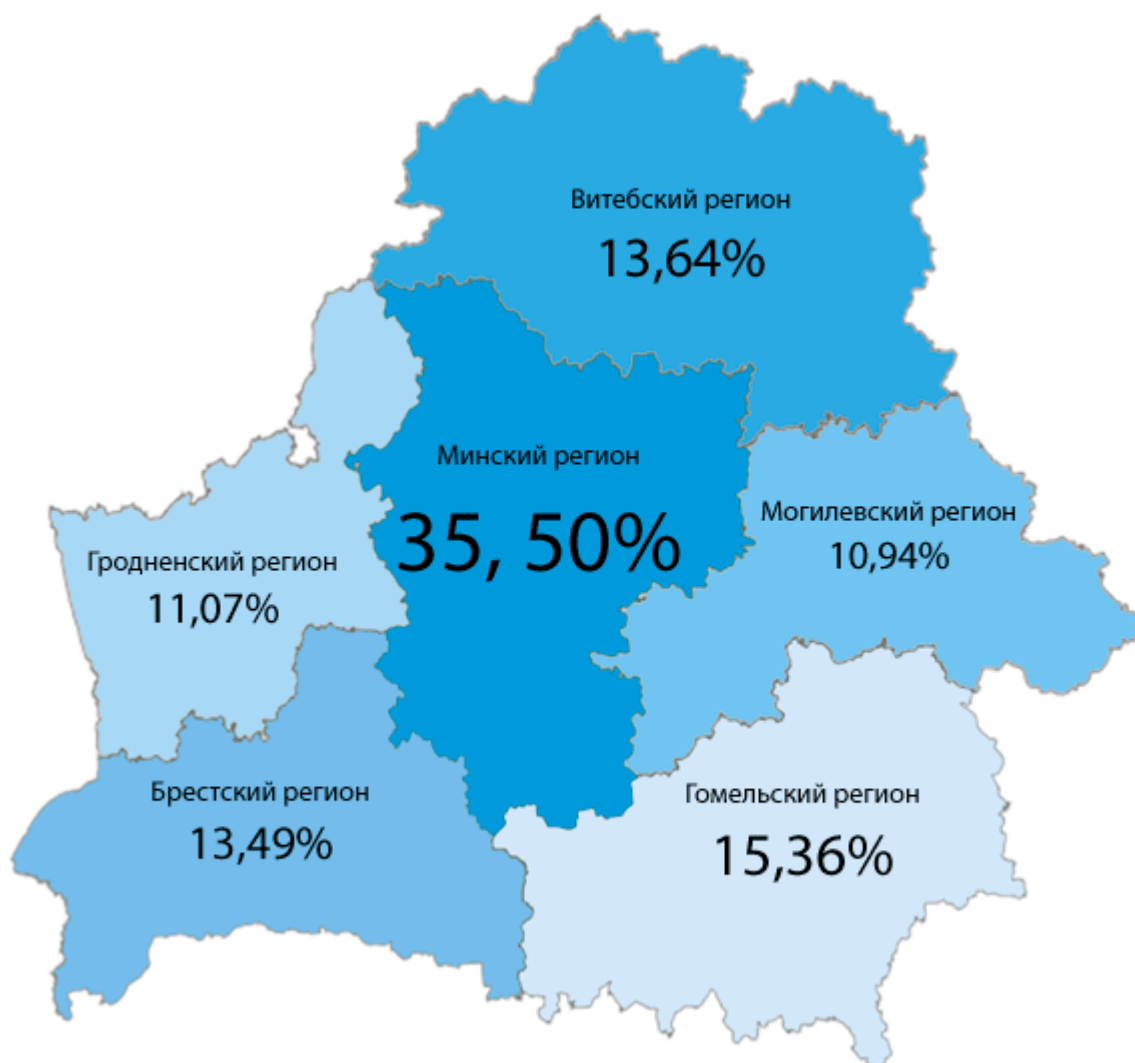 Витебский регион
13,64%
Минский регион
35, 50%
Могилевский регион
10,94%
Гродненский регион
11,07%
Брестский регион
13,49%
Гомельский регион
15,36%